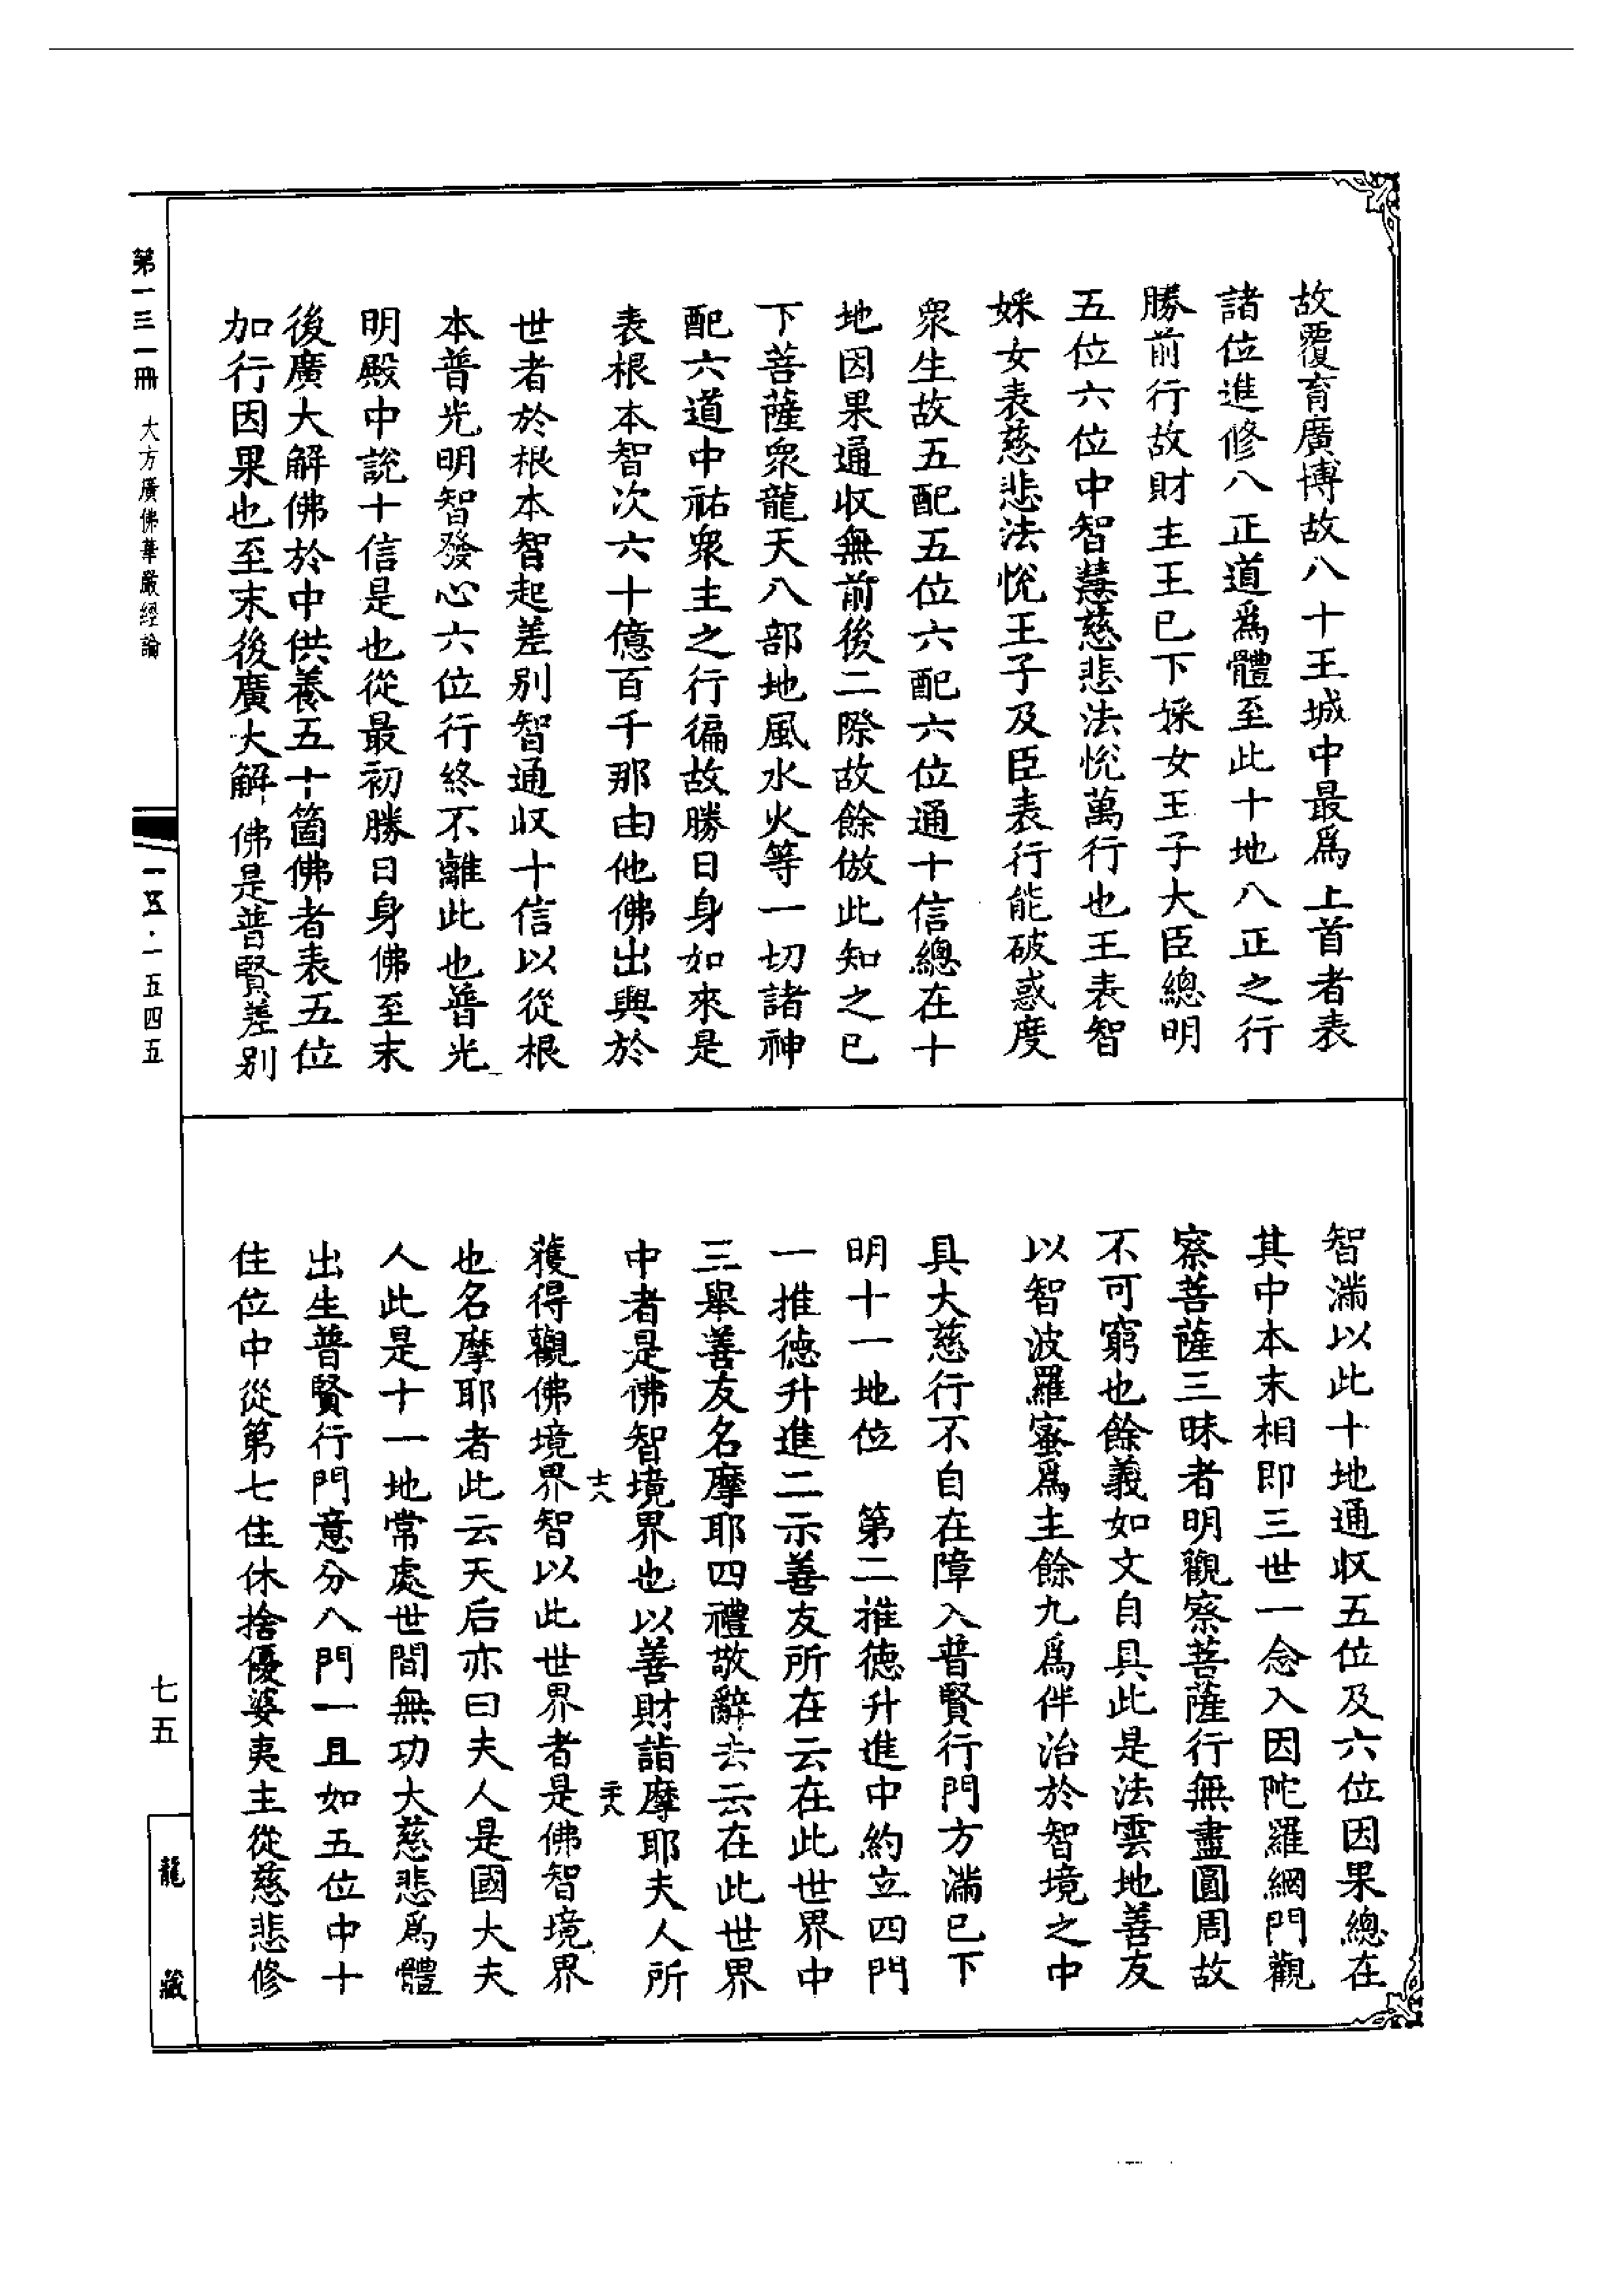 故覆育廣博故八十王城中最爲上首者表
諸位進修八正道爲體至此十地八正之行
勝前行故財主王已下婇女王子大臣總明
五位六位中智慧慈悲法悅萬行也王表智
婇女表慈悲法悅王子及臣表行能破惑度
衆生故五配五位六配六位通十信總在十
地因果通收無前後二際故餘倣此知之已
下菩薩衆龍天八部地風水火等一切諸神
配六道中祐衆主之行徧故勝日身如來是
表根本智次六十億百千那由他佛出興於
世者於根本智起差別智通收十信以從根
本普光明智發心六位行終不離此也普光
明殿中說十信是也從最初勝日身佛至末
後廣大解佛於中供養五十箇佛者表五位
加行因果也至末後廣大解佛是普賢差別
智滿以此十地通收五位及六位因果總在
其中本末相即三世一念入因陀羅網門觀
察菩薩三昧者明觀察菩薩行無盡圓周故
不可窮也餘義如文自具此是法雲地善友
以智波羅蜜爲主餘九爲伴治於智境之中
具大慈行不自在障入普賢行門方滿已下
明十一地位　第二推德升進中約立四門
一推德升進二示善友所在云在此世界中
三舉善友名摩耶四禮敬辭去云在此世界
中者是佛智境界也以善財詣摩耶夫人所
十八
二十八
獲得觀佛境界智以此世界者是佛智境界
也名摩耶者此云天后亦曰夫人是國大夫
人此是十一地常處世間無功大慈悲爲體
出生普賢行門意分八門一且如五位中十
住位中從第七住休捨優婆夷主從慈悲修
第一三一冊　大方廣佛華嚴經論
一五·一五四五
七五
龍藏